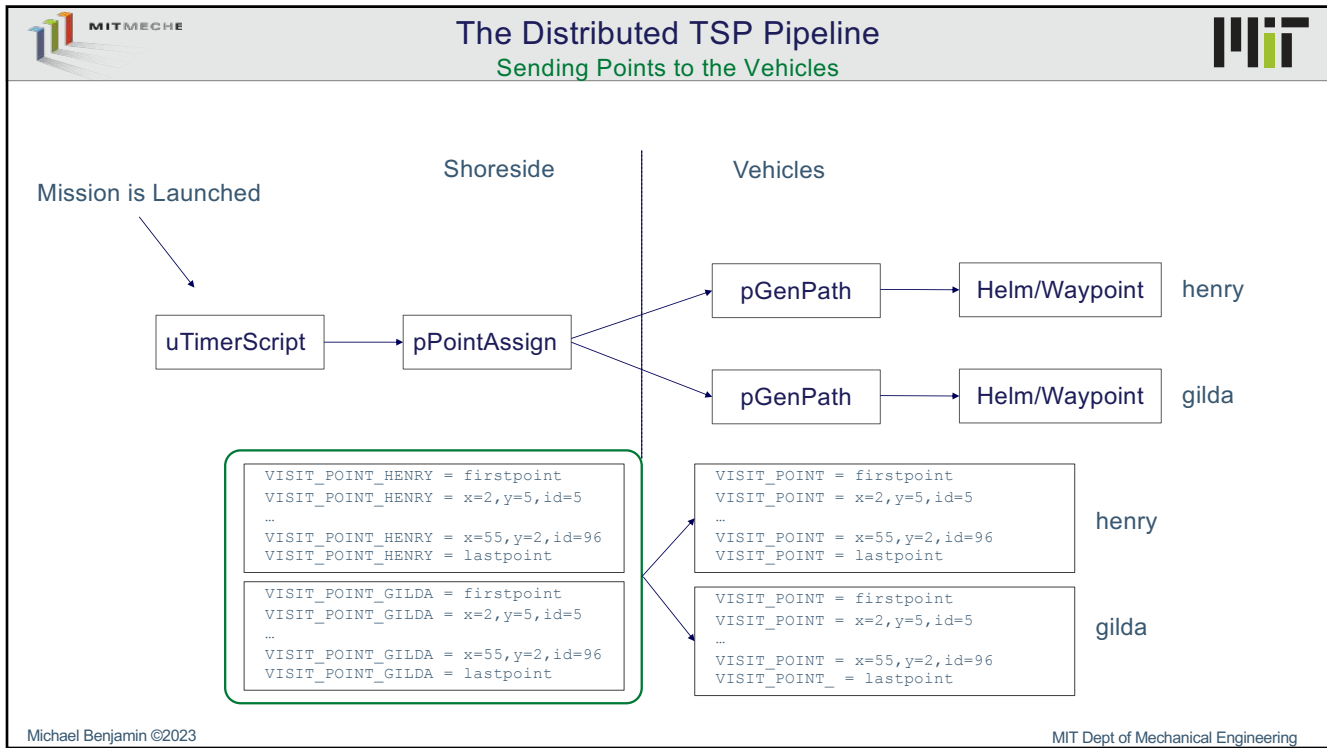 MITMECHE
The Distributed TSP Pipeline
Sending Points to the Vehicles
MIT
Shoreside
Vehicles
Mission is Launched
uTimerScript
pPointAssign
pGenPath
Helm/Waypoint
henry
pGenPath
Helm/Waypoint
gilda
VISIT_POINT_HENRY = firstpoint
VISIT_POINT_HENRY = x=2,y=5,id=5
…
VISIT_POINT_HENRY = x=55,y=2,id=96
VISIT_POINT_HENRY = lastpoint
VISIT_POINT_GILDA = firstpoint
VISIT_POINT_GILDA = x=2,y=5,id=5
…
VISIT_POINT_GILDA = x=55,y=2,id=96
VISIT_POINT_GILDA = lastpoint
VISIT_POINT = firstpoint
VISIT_POINT = x=2,y=5,id=5
…
VISIT_POINT = x=55,y=2,id=96
VISIT_POINT = lastpoint
henry
VISIT_POINT = firstpoint
VISIT_POINT = x=2,y=5,id=5
…
VISIT_POINT = x=55,y=2,id=96
VISIT_POINT_ = lastpoint
gilda
Michael Benjamin ©2023
MIT Dept of Mechanical Engineering